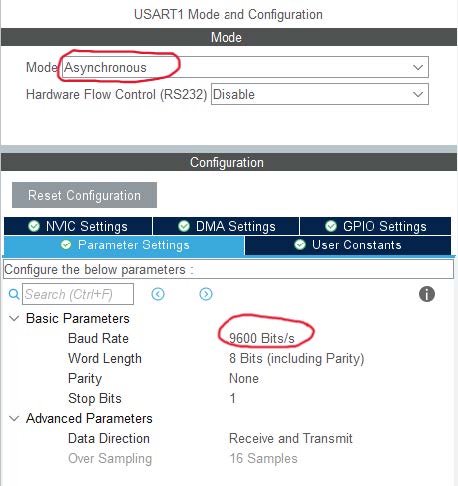 USART1 Mode and Configuration
Mode
Mode Asynchronous
Hardware Flow Control (RS232) Disable
Configuration
Reset Configuration
NVIC Settings DMA Settings GPIO Settings
Parameter Settings User Constants
Configure the below parameters :
Search (Ctrl+F)
Basic Parameters
Baud Rate 9600 Bits/s
Word Length 8 Bits (including Parity)
Parity None
Stop Bits 1
Advanced Parameters
Data Direction Receive and Transmit
Over Sampling 16 Samples